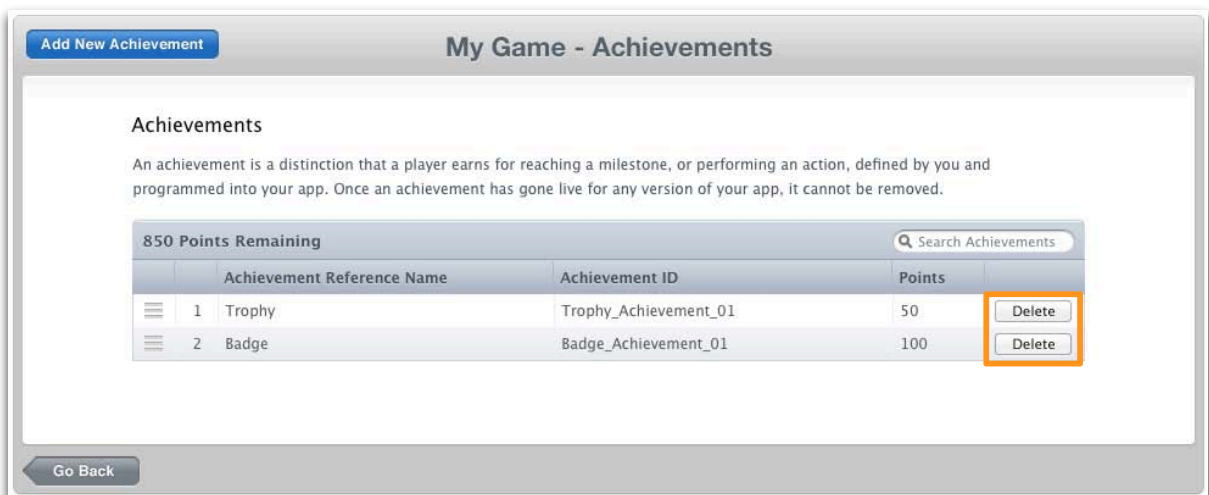 Add New Achievement
My Game - Achievements
Achievements
An achievement is a distinction that a player earns for reaching a milestone, or performing an action, defined by you and
programmed into your app. Once an achievement has gone live for any version of your app, it cannot be removed.
850 Points Remaining
Search Achievements
Achievement Reference Name Achievement ID Points
1 Trophy Trophy_Achievement_01 50 Delete
2 Badge Badge_Achievement_01 100 Delete
Go Back